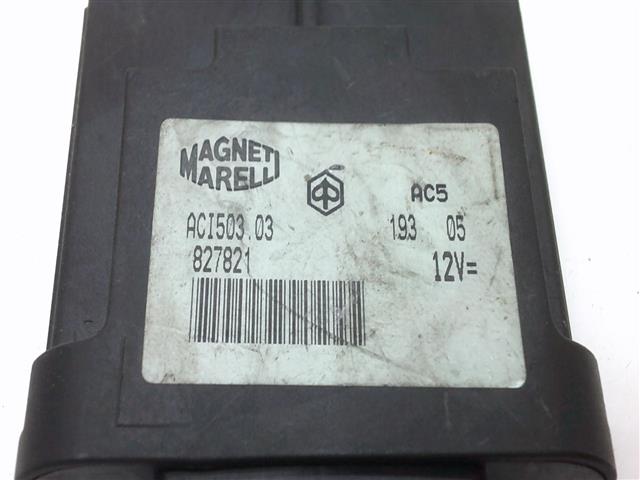 MAGNETI
MARELLI
AC5
ACI503.03
193 05
827821
12V=